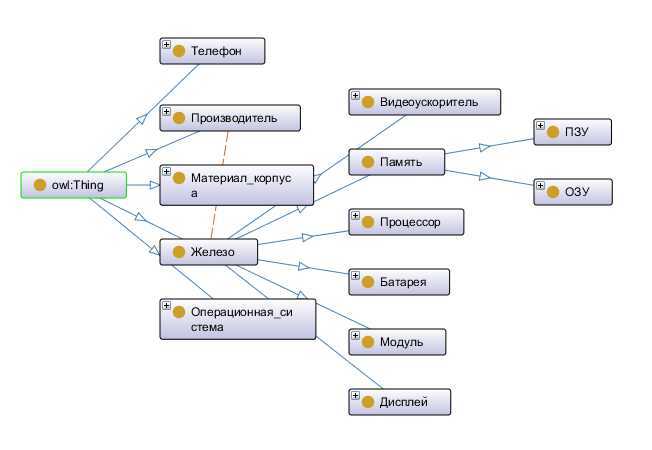 Телефон
Производитель
owl:Thing
Материал_корпус
а
Железо
Операционная_си
стема
Видеоускоритель
Память
Процессор
Батарея
Модуль
Дисплей
ПЗУ
ОЗУ